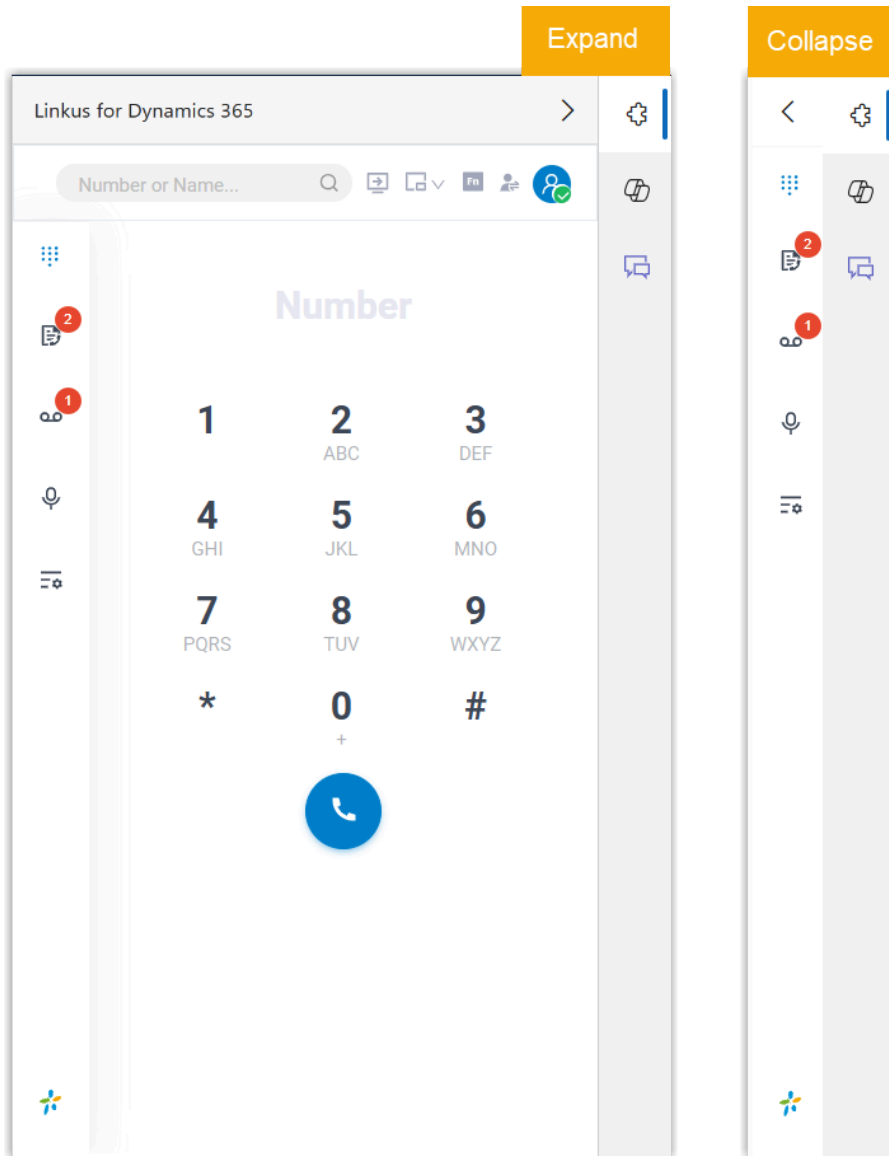 Expand
Collapse
Linkus for Dynamics 365
Number or Name...
Fn
2
1
Number
1 2 3
ABC DEF
4 5 6
GHI JKL MNO
7 8 9
PQRS TUV WXYZ
* 0 #
+
2
1